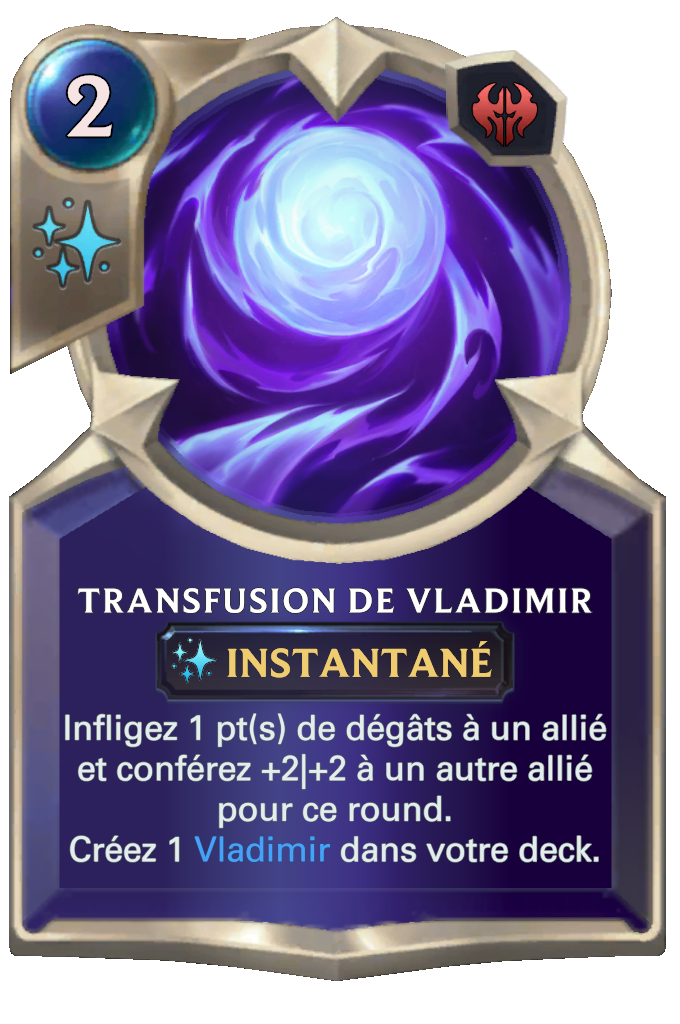 2
TRANSFUSION DE VLADIMIR
INSTANTANÉ
Infligez 1 pt(s) de dégâts à un allié
et conférez +2|+2 à un autre allié
pour ce round.
Créez 1 Vladimir dans votre deck.